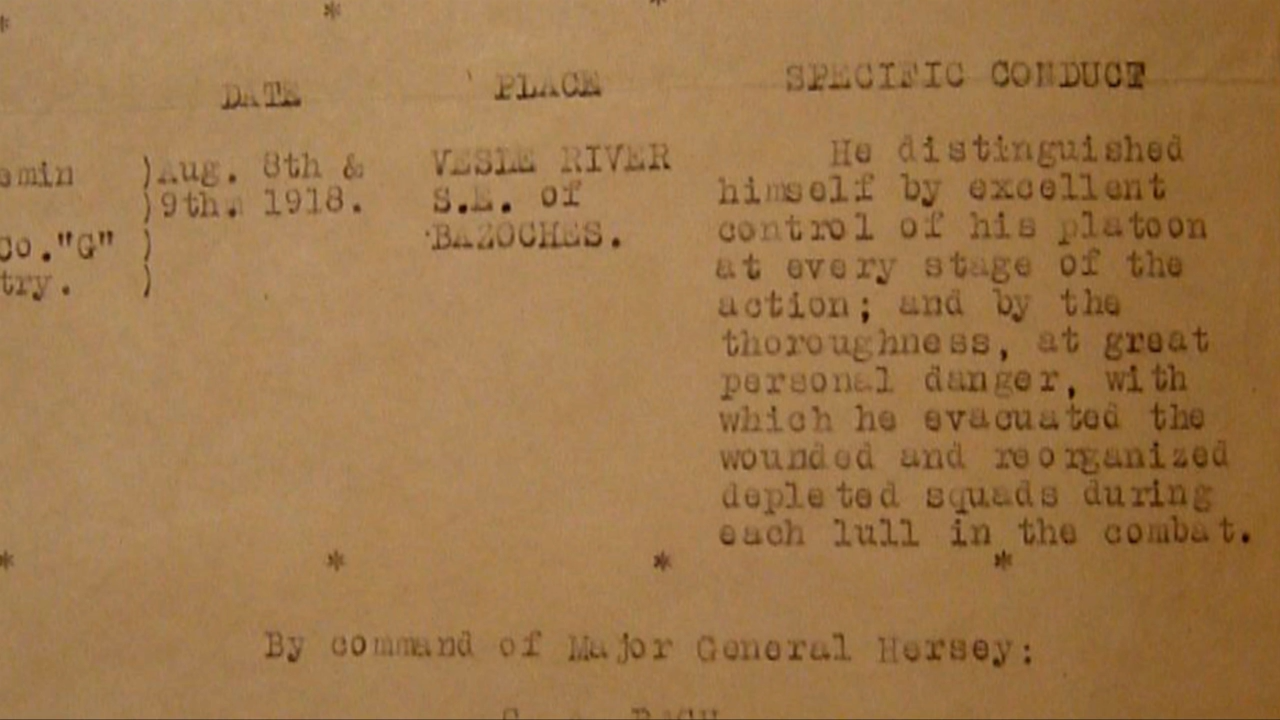 * * *
DATE PLACE SPECIFIC CONDUCT
emin )Aug. 8th & VESLE RIVER He distinguished
)9th. 1918. S.E. of himself by excellent
Co."G" ) BAZOCHES. control of his platoon
try. ) at every stage of the
action; and by the
thoroughness, at great
personal danger, with
which he evacuated the
wounded and reorganized
depleted squads during
each lull in the combat.
* * * *
By command of Major General Hersey: